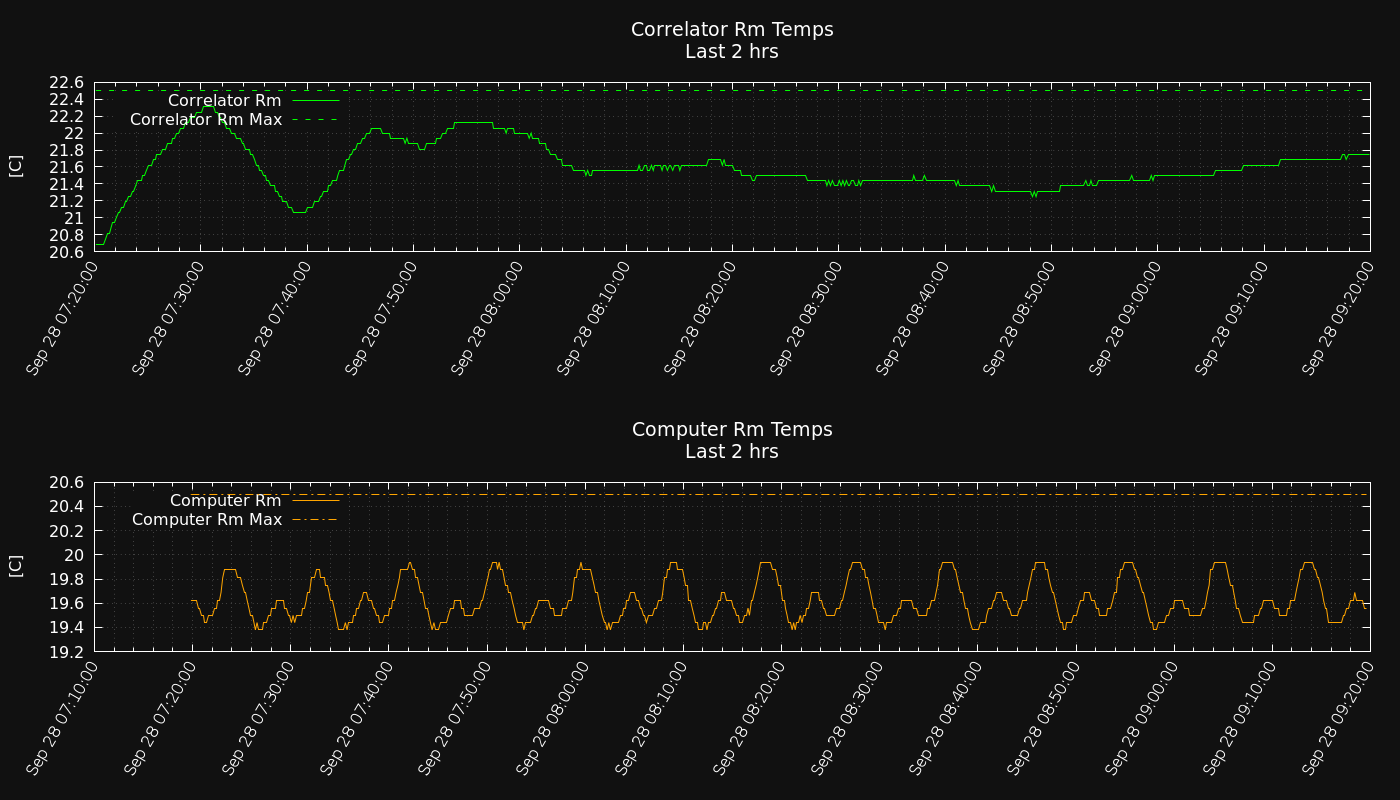 Correlator Rm Temps
Last 2 hrs
[C]
22.6
22.4
22.2
22
21.8
21.6
21.4
21.2
21
20.8
20.6
Correlator Rm
Correlator Rm Max
Sep 28 07:20:00
Sep 28 07:30:00
Sep 28 07:40:00
Sep 28 07:50:00
Sep 28 08:00:00
Sep 28 08:10:00
Sep 28 08:20:00
Sep 28 08:30:00
Sep 28 08:40:00
Sep 28 08:50:00
Sep 28 09:00:00
Sep 28 09:10:00
Sep 28 09:20:00
Computer Rm Temps
Last 2 hrs
[C]
20.6
20.4
20.2
20
19.8
19.6
19.4
19.2
Computer Rm
Computer Rm Max
Sep 28 07:10:00
Sep 28 07:20:00
Sep 28 07:30:00
Sep 28 07:40:00
Sep 28 07:50:00
Sep 28 08:00:00
Sep 28 08:10:00
Sep 28 08:20:00
Sep 28 08:30:00
Sep 28 08:40:00
Sep 28 08:50:00
Sep 28 09:00:00
Sep 28 09:10:00
Sep 28 09:20:00